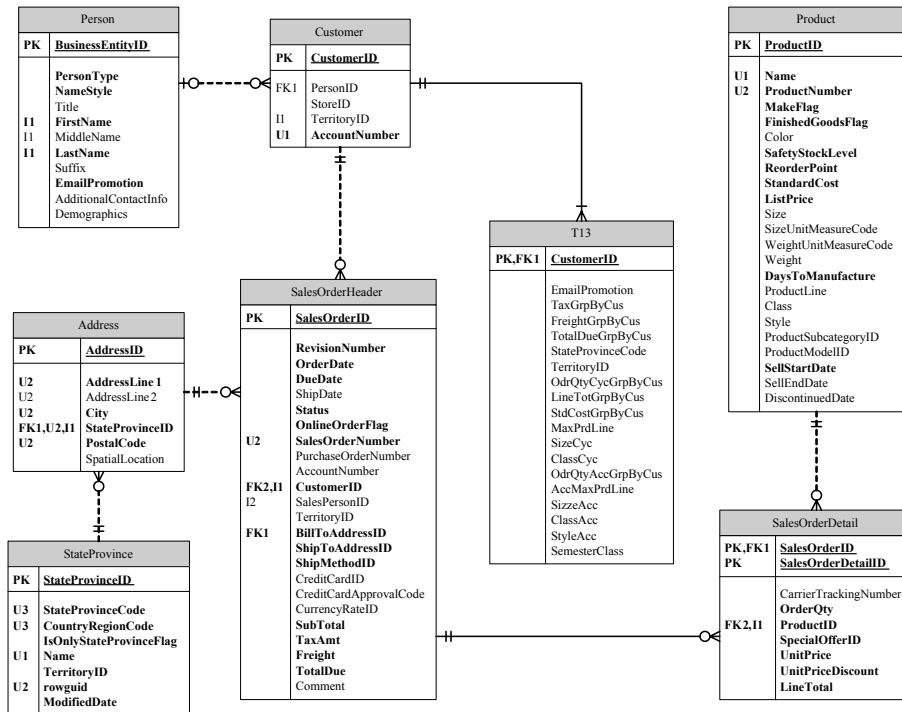 Person
PK BusinessEntityID
PersonType
NameStyle
Title
I1 FirstName
I1 MiddleName
I1 LastName
Suffix
EmailPromotion
AdditionalContactInfo
Demographics
Customer
PK CustomerID
FK1 PersonID
StoreID
I1 TerritoryID
U1 AccountNumber
Product
PK ProductID
U1 Name
U2 ProductNumber
MakeFlag
FinishedGoodsFlag
Color
SafetyStockLevel
ReorderPoint
StandardCost
ListPrice
Size
SizeUnitMeasureCode
WeightUnitMeasureCode
Weight
DaysToManufacture
ProductLine
Class
Style
ProductSubcategoryID
ProductModelID
SellStartDate
SellEndDate
DiscontinuedDate
T13
PK,FK1 CustomerID
EmailPromotion
TaxGrpByCus
FreightGrpByCus
TotalDueGrpByCus
StateProvinceCode
TerritoryID
OdrQtyCycGrpByCus
LineTotGrpByCus
StdCostGrpByCus
MaxPrdLine
SizeCyc
ClassCyc
OdrQtyAccGrpByCus
AccMaxPrdLine
SizzeAcc
ClassAcc
StyleAcc
SemesterClass
SalesOrderHeader
PK SalesOrderID
RevisionNumber
OrderDate
DueDate
ShipDate
Status
OnlineOrderFlag
U2 SalesOrderNumber
PurchaseOrderNumber
AccountNumber
FK2,I1 CustomerID
I2 SalesPersonID
TerritoryID
FK1 BillToAddressID
ShipToAddressID
ShipMethodID
CreditCardID
CreditCardApprovalCode
CurrencyRateID
SubTotal
TaxAmt
Freight
TotalDue
Comment
Address
PK AddressID
U2 AddressLine1
U2 AddressLine2
U2 City
FK1,U2,I1 StateProvinceID
U2 PostalCode
SpatialLocation
StateProvince
PK StateProvinceID
U3 StateProvinceCode
U3 CountryRegionCode
IsOnlyStateProvinceFlag
U1 Name
TerritoryID
U2 rowguid
ModifiedDate
SalesOrderDetail
PK,FK1 SalesOrderID
PK SalesOrderDetailID
CarrierTrackingNumber
OrderQty
FK2,I1 ProductID
SpecialOfferID
UnitPrice
UnitPriceDiscount
LineTotal